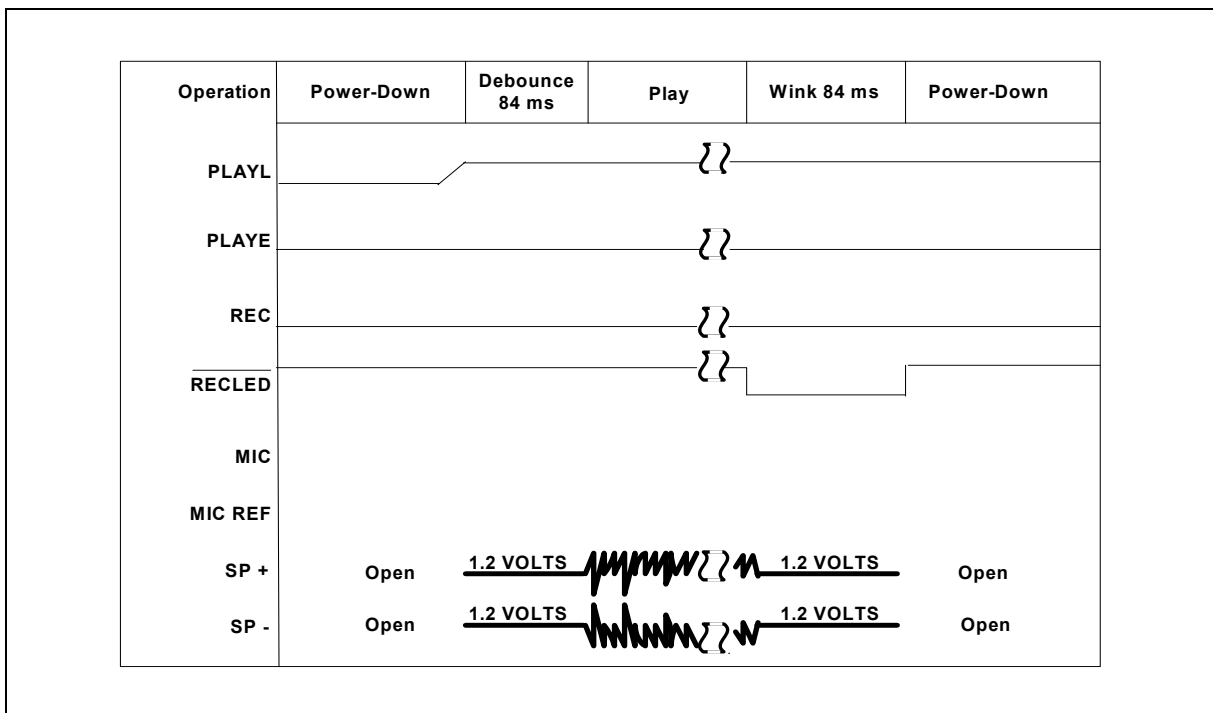 Operation Power-Down Debounce 84 ms Play Wink 84 ms Power-Down
PLAYL
PLAYE
REC
RECLED
MIC
MIC REF
SP + Open 1.2 VOLTS 1.2 VOLTS Open
SP - Open 1.2 VOLTS 1.2 VOLTS Open